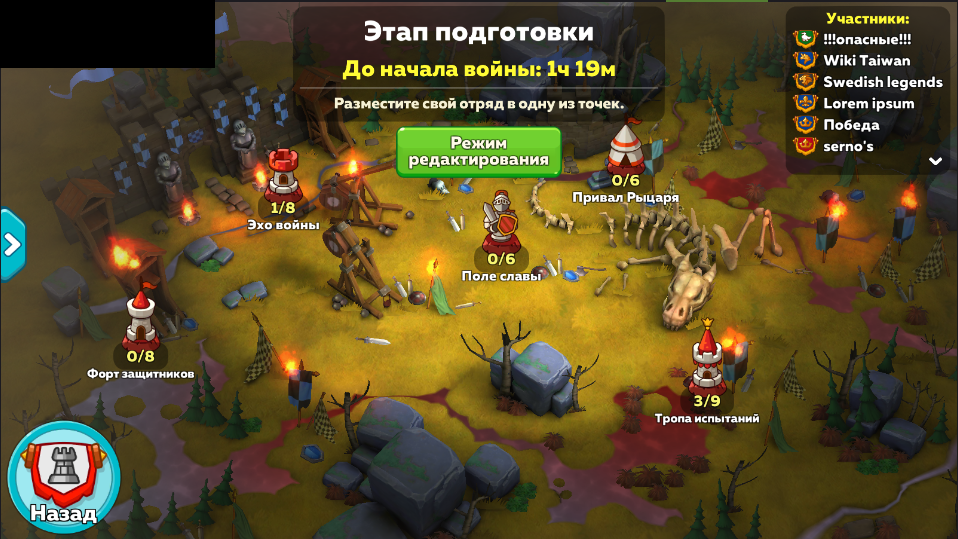 Этап подготовки
До начала войны: 1ч 19м
Разместите свой отряд в одну из точек.
Режим
редактирования
Участники:
!!!опасные!!!
Wiki Taiwan
Swedish legends
Lorem ipsum
Победа
serno's
1/8
Эхо войны
0/6
Привал Рыцаря
0/6
Поле славы
0/8
Форт защитников
3/9
Тропа испытаний
Назад